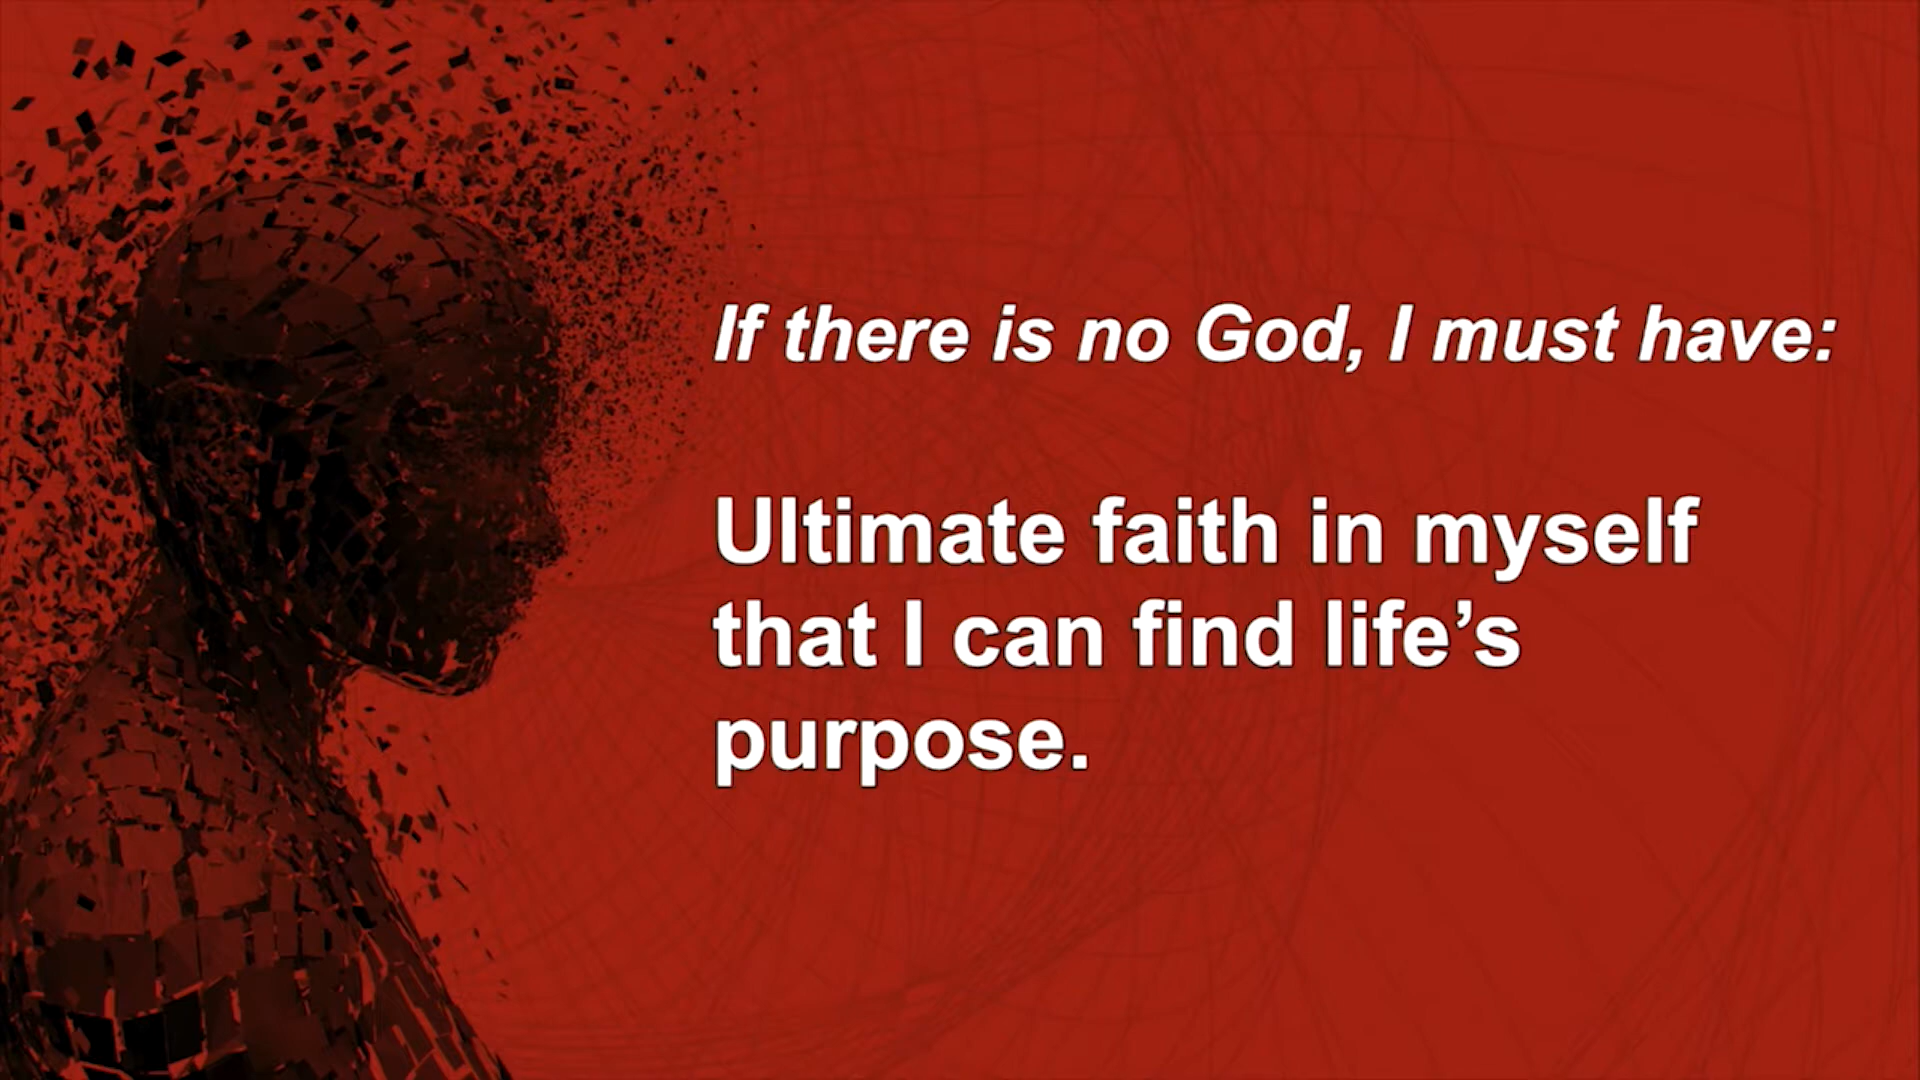 If there is no God, I must have:
Ultimate faith in myself
that I can find life’s
purpose.